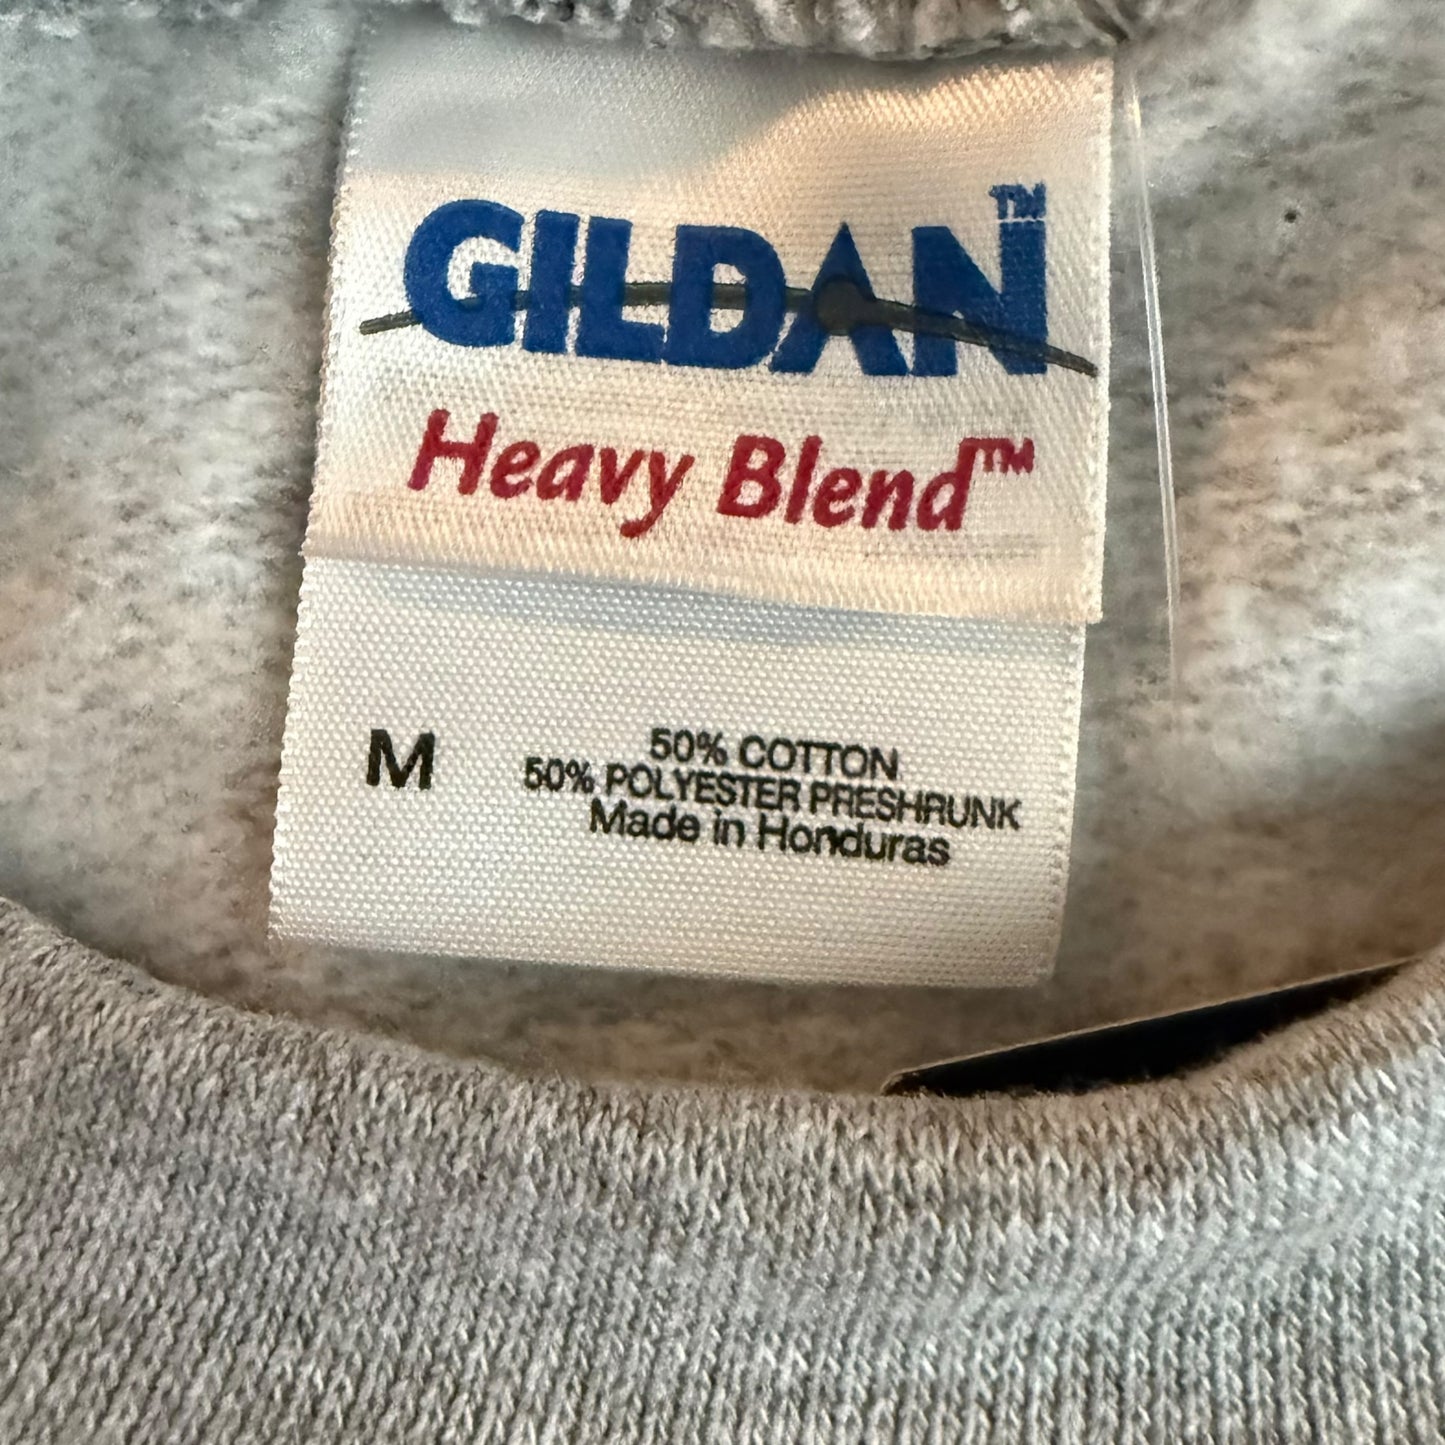 GILDAN™
Heavy Blend™
M
50% COTTON
50% POLYESTER PRESHRUNK
Made in Honduras